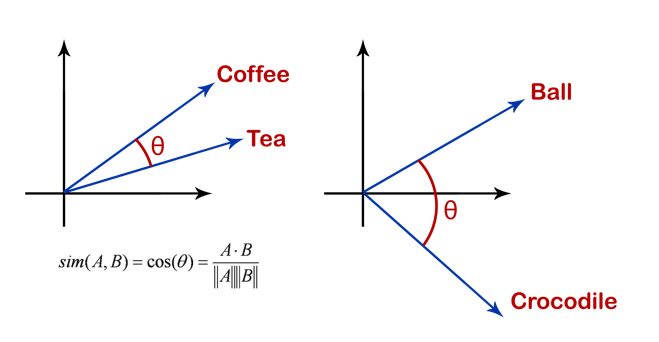 Coffee
θ
Tea
sim(A, B) = cos(θ) = A · B / ||A||||B||
Ball
θ
Crocodile